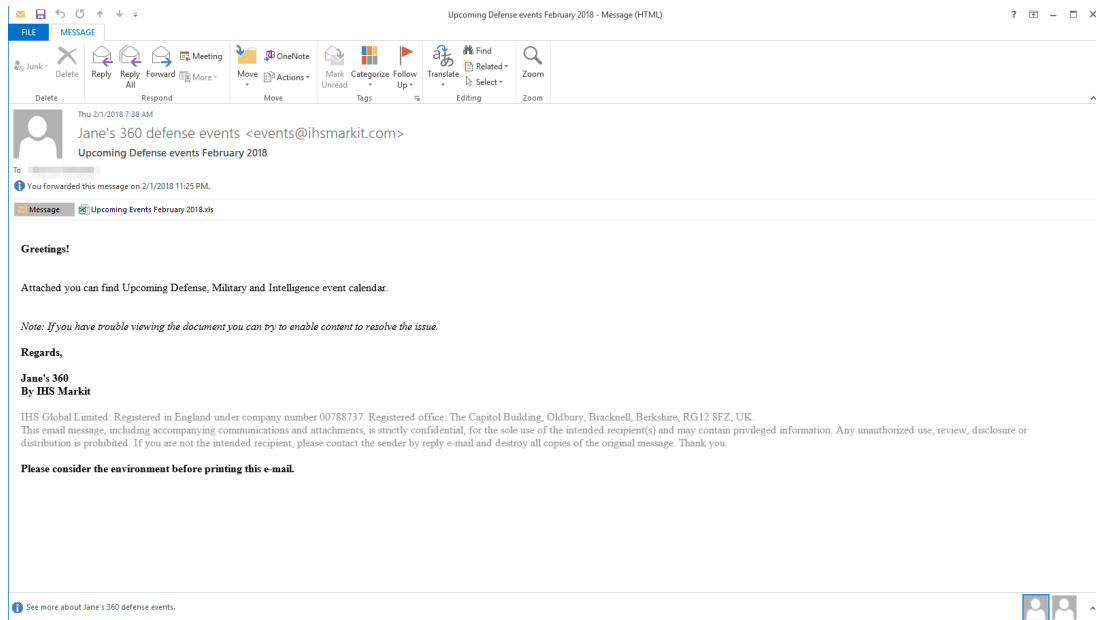 Upcoming Defense events February 2018 - Message (HTML)
FILE MESSAGE
Junk
Delete
Reply
Reply All
Forward
Meeting
More
Move
OneNote
Actions
Mark Unread
Categorize
Follow Up
Translate
Find
Related
Select
Zoom
Delete Respond Move Tags Editing Zoom
Thu 2/1/2018 7:38 AM
Jane's 360 defense events <events@ihsmarkit.com>
Upcoming Defense events February 2018
To
You forwarded this message on 2/1/2018 11:25 PM.
Message Upcoming Events February 2018.xls
Greetings!
Attached you can find Upcoming Defense, Military and Intelligence event calendar.
Note: If you have trouble viewing the document you can try to enable content to resolve the issue.
Regards,
Jane's 360
By IHS Markit
IHS Global Limited: Registered in England under company number 00788737. Registered office: The Capitol Building, Oldbury, Bracknell, Berkshire, RG12 8FZ, UK.
This email message, including accompanying communications and attachments, is strictly confidential, for the sole use of the intended recipient(s) and may contain privileged information. Any unauthorized use, review, disclosure or
distribution is prohibited. If you are not the intended recipient, please contact the sender by reply e-mail and destroy all copies of the original message. Thank you.
Please consider the environment before printing this e-mail.
See more about Jane's 360 defense events.